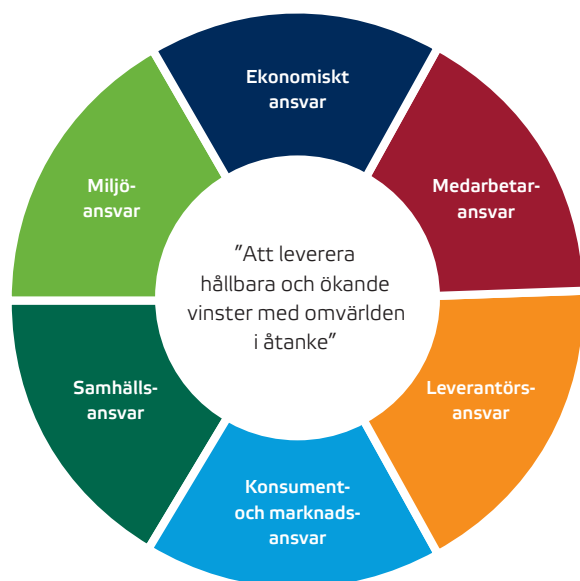 Ekonomiskt
ansvar
Medarbetar-
ansvar
Leverantörs-
ansvar
Konsument-
och marknads-
ansvar
Samhälls-
ansvar
Miljö-
ansvar
”Att leverera
hållbara och ökande
vinster med omvärlden
i åtanke”